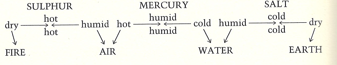 SULPHUR MERCURY SALT
hot humid cold
dry humid hot cold humid dry
hot humid cold
FIRE AIR WATER EARTH